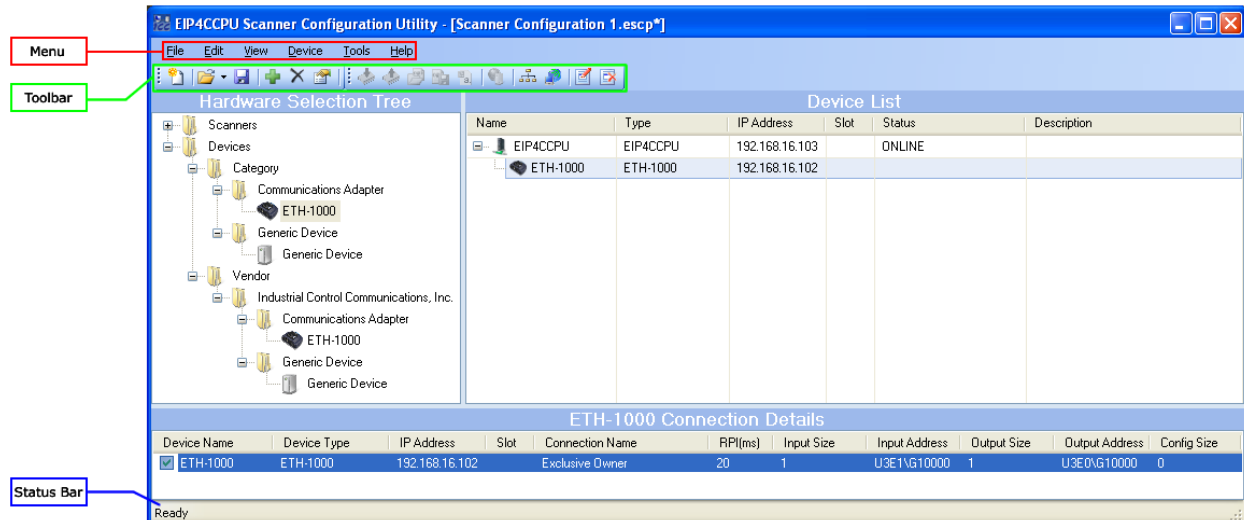 EIP4CCPU Scanner Configuration Utility - [Scanner Configuration 1.escp*]
Menu
File Edit View Device Tools Help
Toolbar
Hardware Selection Tree
Scanners
Devices
Category
Communications Adapter
ETH-1000
Generic Device
Generic Device
Vendor
Industrial Control Communications, Inc.
Communications Adapter
ETH-1000
Generic Device
Generic Device
Device List
Name Type IP Address Slot Status Description
EIP4CCPU EIP4CCPU 192.168.16.103 ONLINE
ETH-1000 ETH-1000 192.168.16.102
ETH-1000 Connection Details
Device Name Device Type IP Address Slot Connection Name RPI(ms) Input Size Input Address Output Size Output Address Config Size
ETH-1000 ETH-1000 192.168.16.102 Exclusive Owner 20 1 U3E1\G10000 1 U3E0\G10000 0
Status Bar
Ready